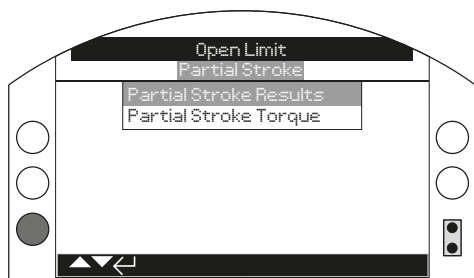 Open Limit
Partial Stroke
Partial Stroke Results
Partial Stroke Torque